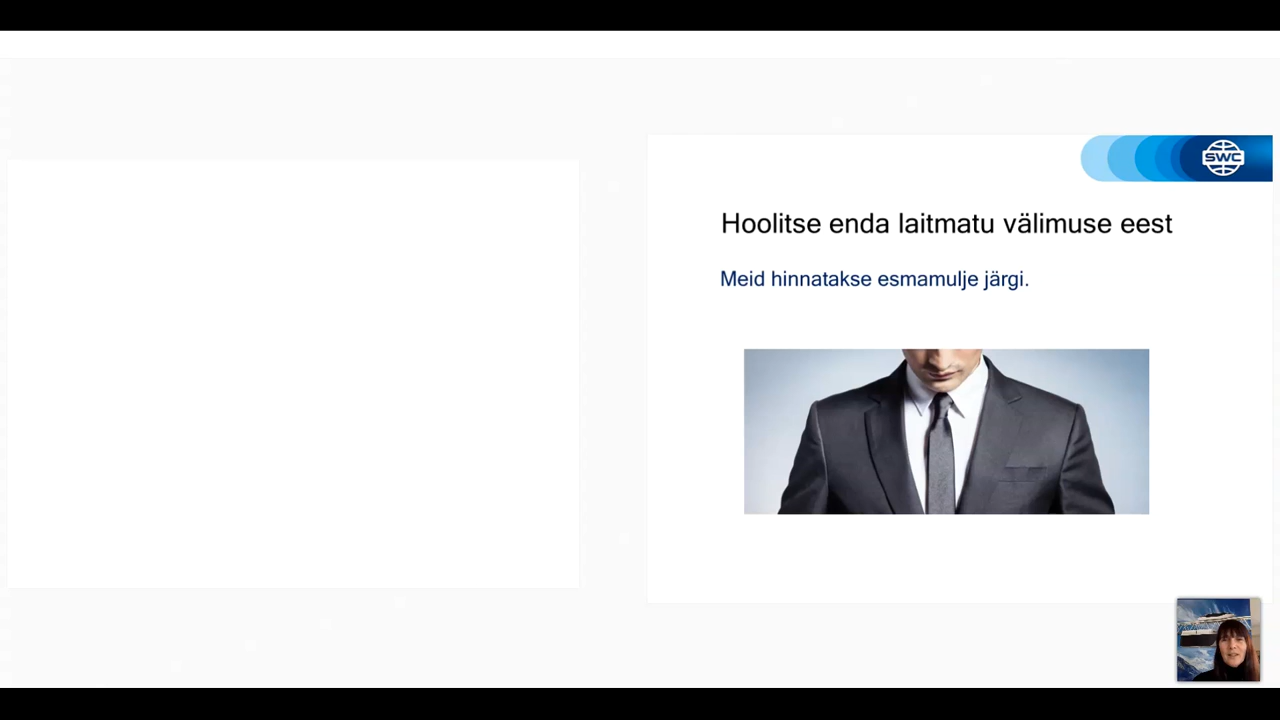 SWC
Hoolitse enda laitmatu välimuse eest
Meid hinnatakse esmamulje järgi.